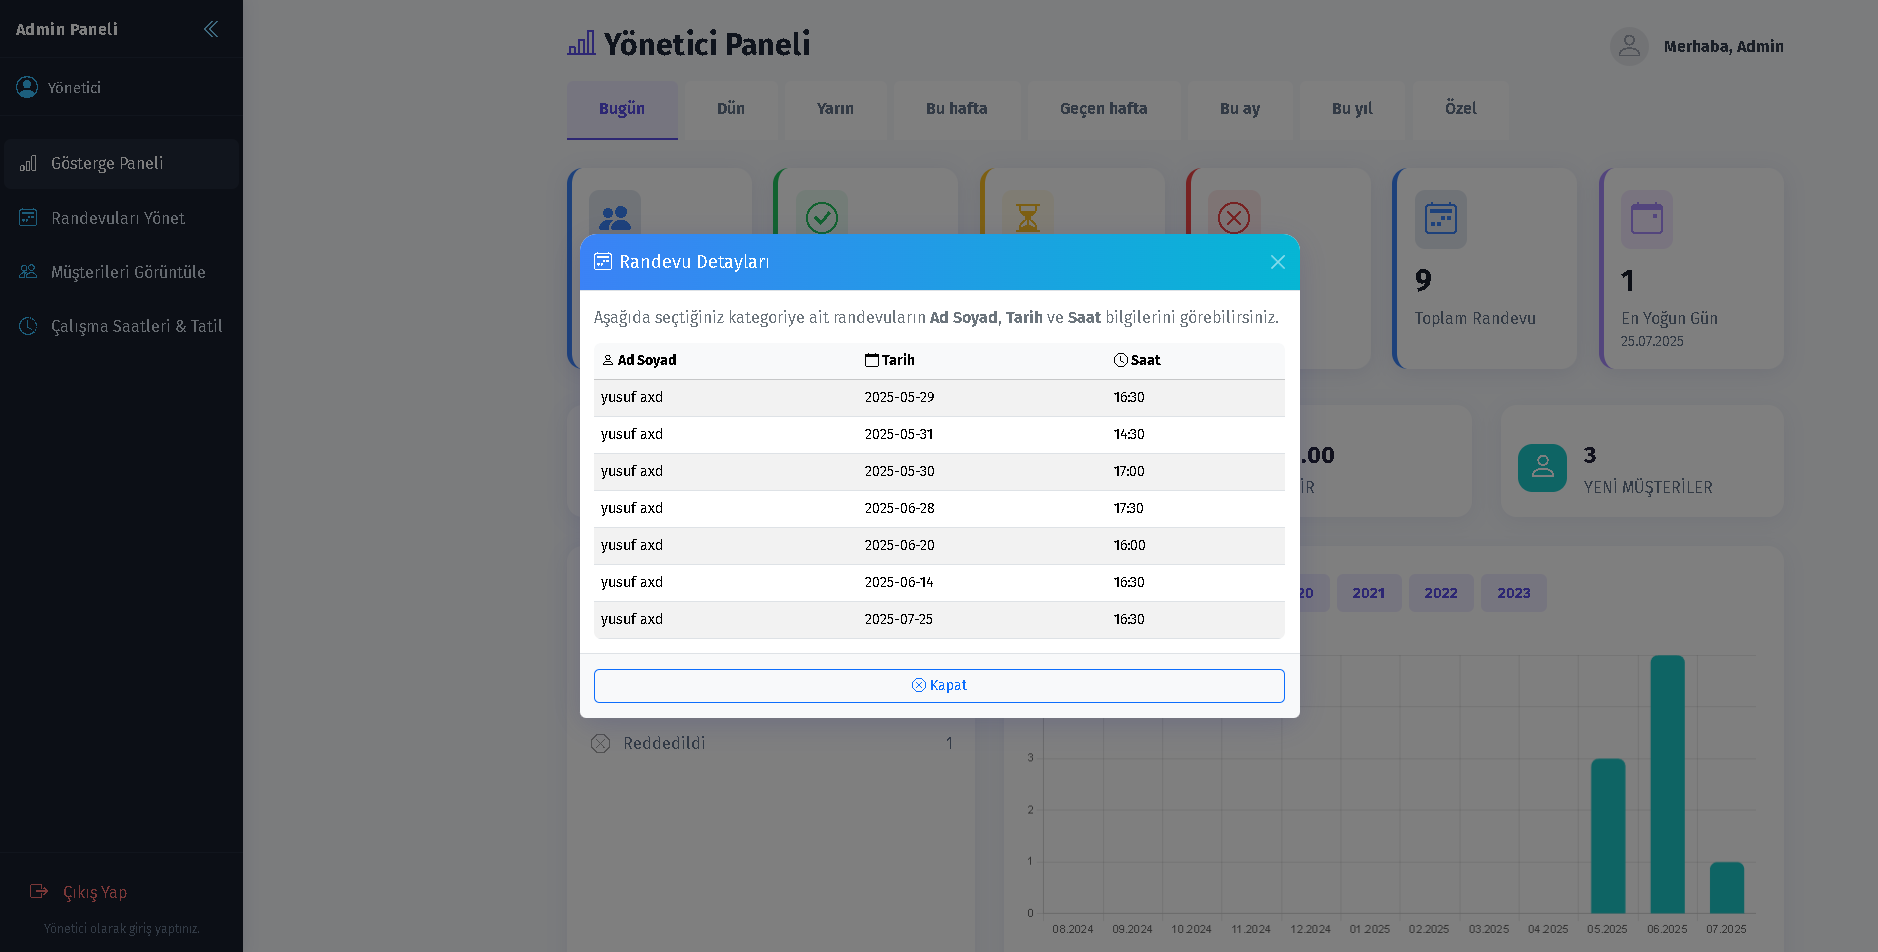 Admin Paneli
Yönetici
Gösterge Paneli
Randevuları Yönet
Müşterileri Görüntüle
Çalışma Saatleri & Tatil
Çıkış Yap
Yönetici olarak giriş yaptınız.
Yönetici Paneli
Merhaba, Admin
Bugün Dün Yarın Bu hafta Geçen hafta Bu ay Bu yıl Özel
9
Toplam Randevu
1
En Yoğun Gün
25.07.2025
Randevu Detayları
Aşağıda seçtiğiniz kategoriye ait randevuların Ad Soyad, Tarih ve Saat bilgilerini görebilirsiniz.
Ad Soyad Tarih Saat
yusuf axd 2025-05-29 16:30
yusuf axd 2025-05-31 14:30
yusuf axd 2025-05-30 17:00
yusuf axd 2025-06-28 17:30
yusuf axd 2025-06-20 16:00
yusuf axd 2025-06-14 16:30
yusuf axd 2025-07-25 16:30
Kapat
.00
İR
3
YENİ MÜŞTERİLER
20 2021 2022 2023
Reddedildi 1
3
2
1
0
08.2024 09.2024 10.2024 11.2024 12.2024 01.2025 02.2025 03.2025 04.2025 05.2025 06.2025 07.2025